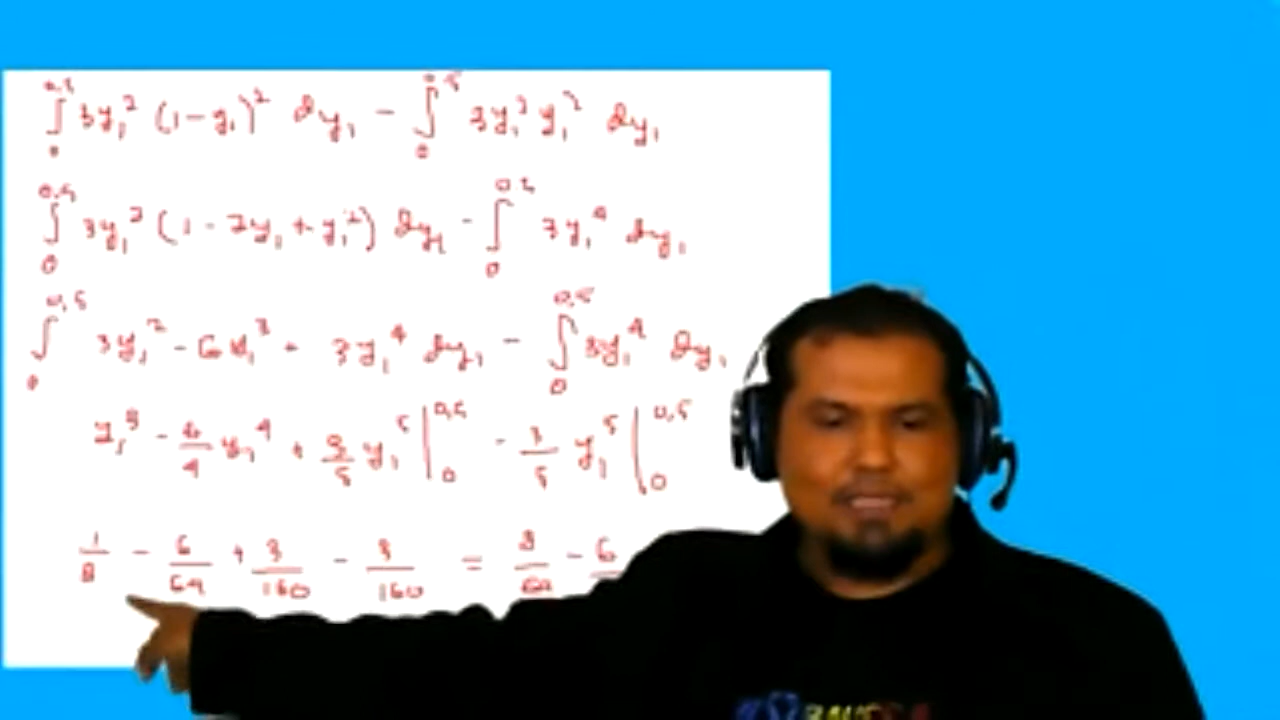 ∫₀^0,5 3y₁² (1-y₁)² dy₁ - ∫₀^0,5 3y₁² y₁² dy₁
∫₀^0,5 3y₁² (1 - 2y₁ + y₁²) dy₁ - ∫₀^0,5 3y₁⁴ dy₁
∫₀^0,5 3y₁² - 6y₁³ + 3y₁⁴ dy₁ - ∫₀^0,5 3y₁⁴ dy₁
y₁³ - 6/4 y₁⁴ + 3/5 y₁⁵ |₀^0,5 - 3/5 y₁⁵ |₀^0,5
1/8 - 6/64 + 3/160 - 3/160 = 8/64 - 6